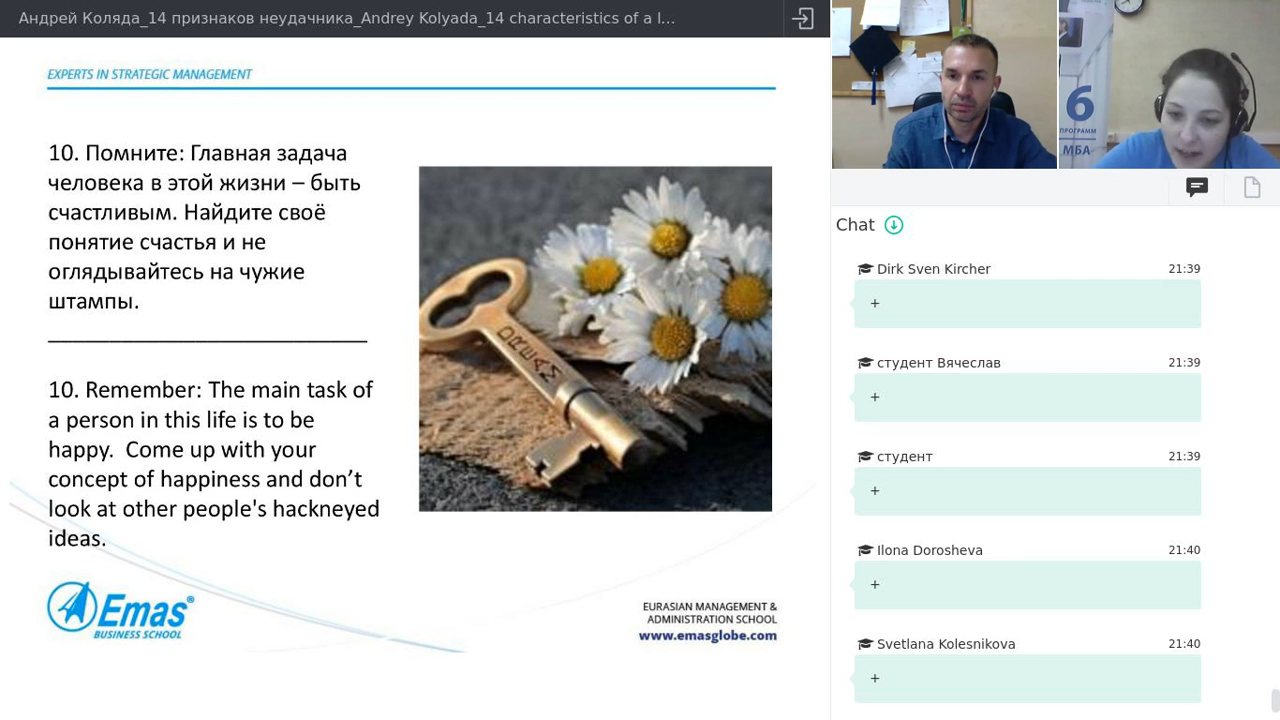 Андрей Коляда_14 признаков неудачника_Andrey Kolyada_14 characteristics of a l...
EXPERTS IN STRATEGIC MANAGEMENT
10. Помните: Главная задача
человека в этой жизни – быть
счастливым. Найдите своё
понятие счастья и не
оглядывайтесь на чужие
штампы.
___________________________
10. Remember: The main task of
a person in this life is to be
happy.  Come up with your
concept of happiness and don’t
look at other people's hackneyed
ideas.
DREAM
Emas®
BUSINESS SCHOOL
EURASIAN MANAGEMENT &
ADMINISTRATION SCHOOL
www.emasglobe.com
6
ПРОГРАММ
МБА
Chat
Dirk Sven Kircher 21:39
+
студент Вячеслав 21:39
+
студент 21:39
+
Ilona Dorosheva 21:40
+
Svetlana Kolesnikova 21:40
+